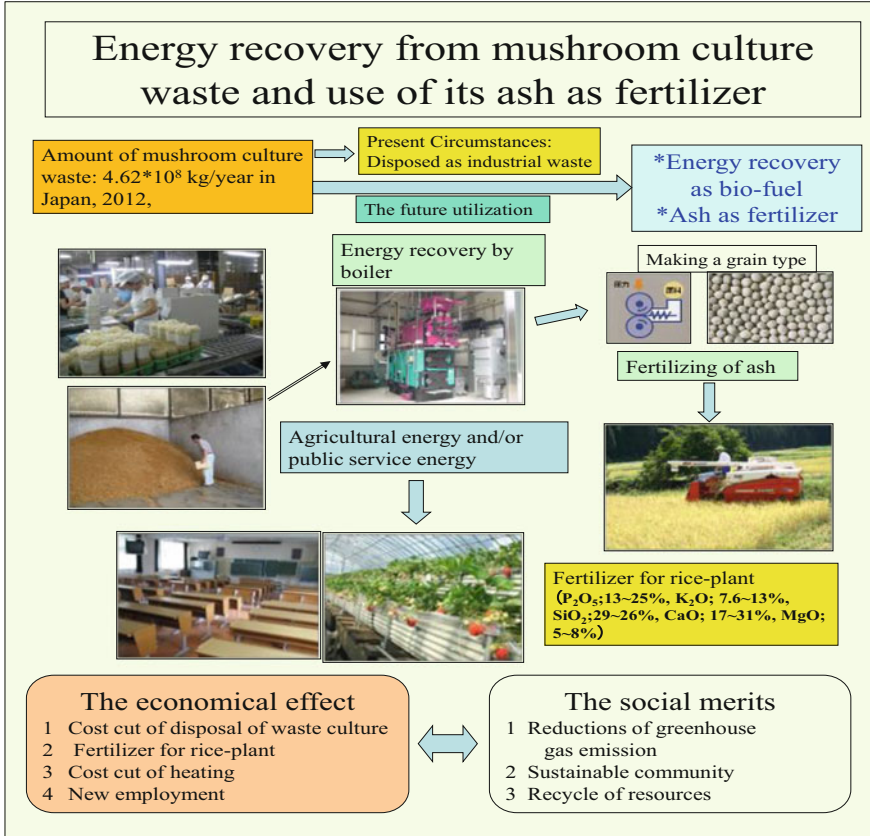 Energy recovery from mushroom culture
waste and use of its ash as fertilizer
Amount of mushroom culture
waste: 4.62*10⁸ kg/year in
Japan, 2012,
Present Circumstances:
Disposed as industrial waste
The future utilization
*Energy recovery
as bio-fuel
*Ash as fertilizer
Energy recovery by
boiler
Making a grain type
圧力
原料
Fertilizing of ash
Agricultural energy and/or
public service energy
Fertilizer for rice-plant
(P₂O₅;13~25%, K₂O; 7.6~13%,
SiO₂;29~26%, CaO; 17~31%, MgO;
5~8%)
The economical effect
1 Cost cut of disposal of waste culture
2 Fertilizer for rice-plant
3 Cost cut of heating
4 New employment
The social merits
1 Reductions of greenhouse
gas emission
2 Sustainable community
3 Recycle of resources